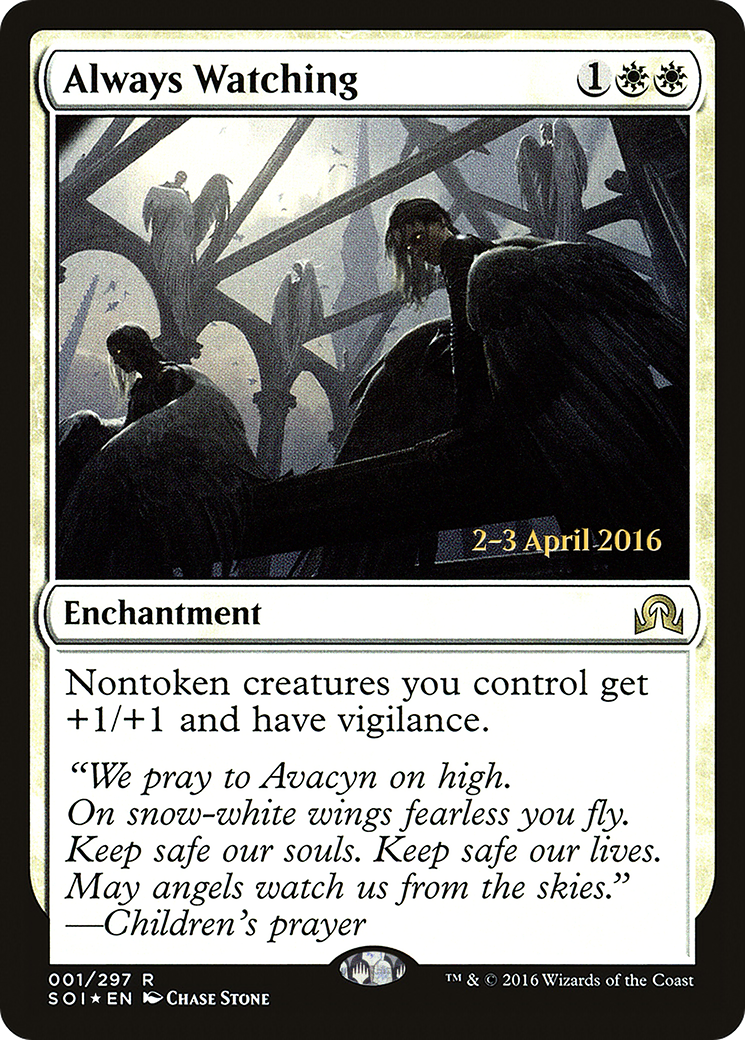 Always Watching 1
2–3 April 2016
Enchantment
Nontoken creatures you control get
+1/+1 and have vigilance.
“We pray to Avacyn on high.
On snow-white wings fearless you fly.
Keep safe our souls. Keep safe our lives.
May angels watch us from the skies.”
—Children’s prayer
001/297 R
SOI★EN Chase Stone
™ & © 2016 Wizards of the Coast